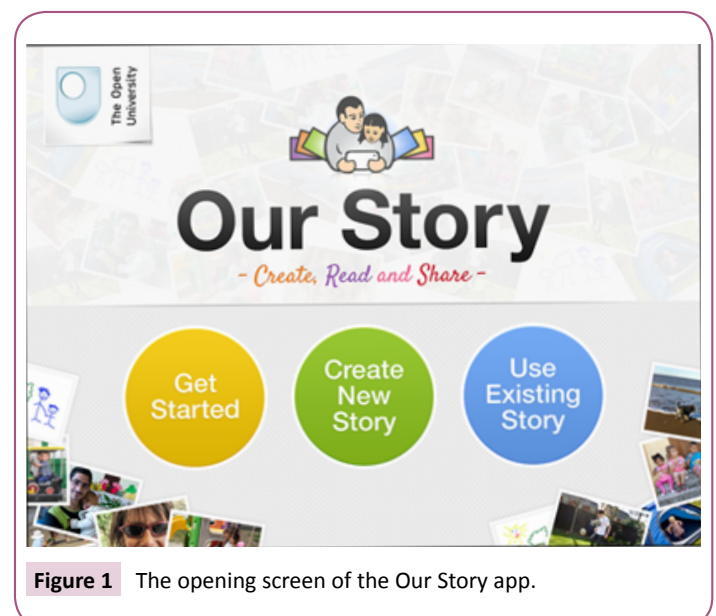 The Open
University
Our Story
- Create, Read and Share -
Get
Started
Create
New
Story
Use
Existing
Story
Figure 1 The opening screen of the Our Story app.